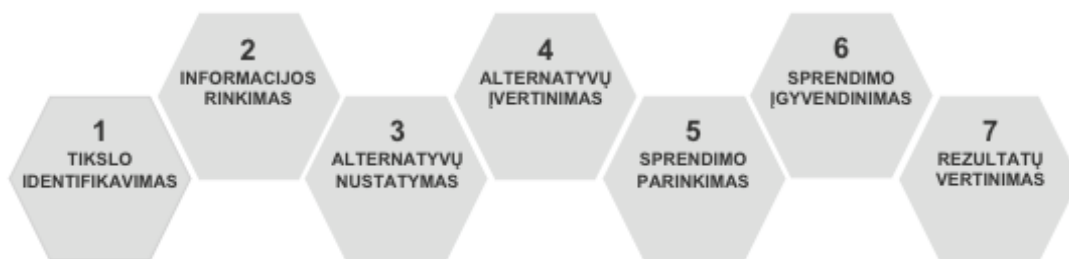 1
TIKSLO
IDENTIFIKAVIMAS
2
INFORMACIJOS
RINKIMAS
3
ALTERNATYVŲ
NUSTATYMAS
4
ALTERNATYVŲ
ĮVERTINIMAS
5
SPRENDIMO
PARINKIMAS
6
SPRENDIMO
ĮGYVENDINIMAS
7
REZULTATŲ
VERTINIMAS